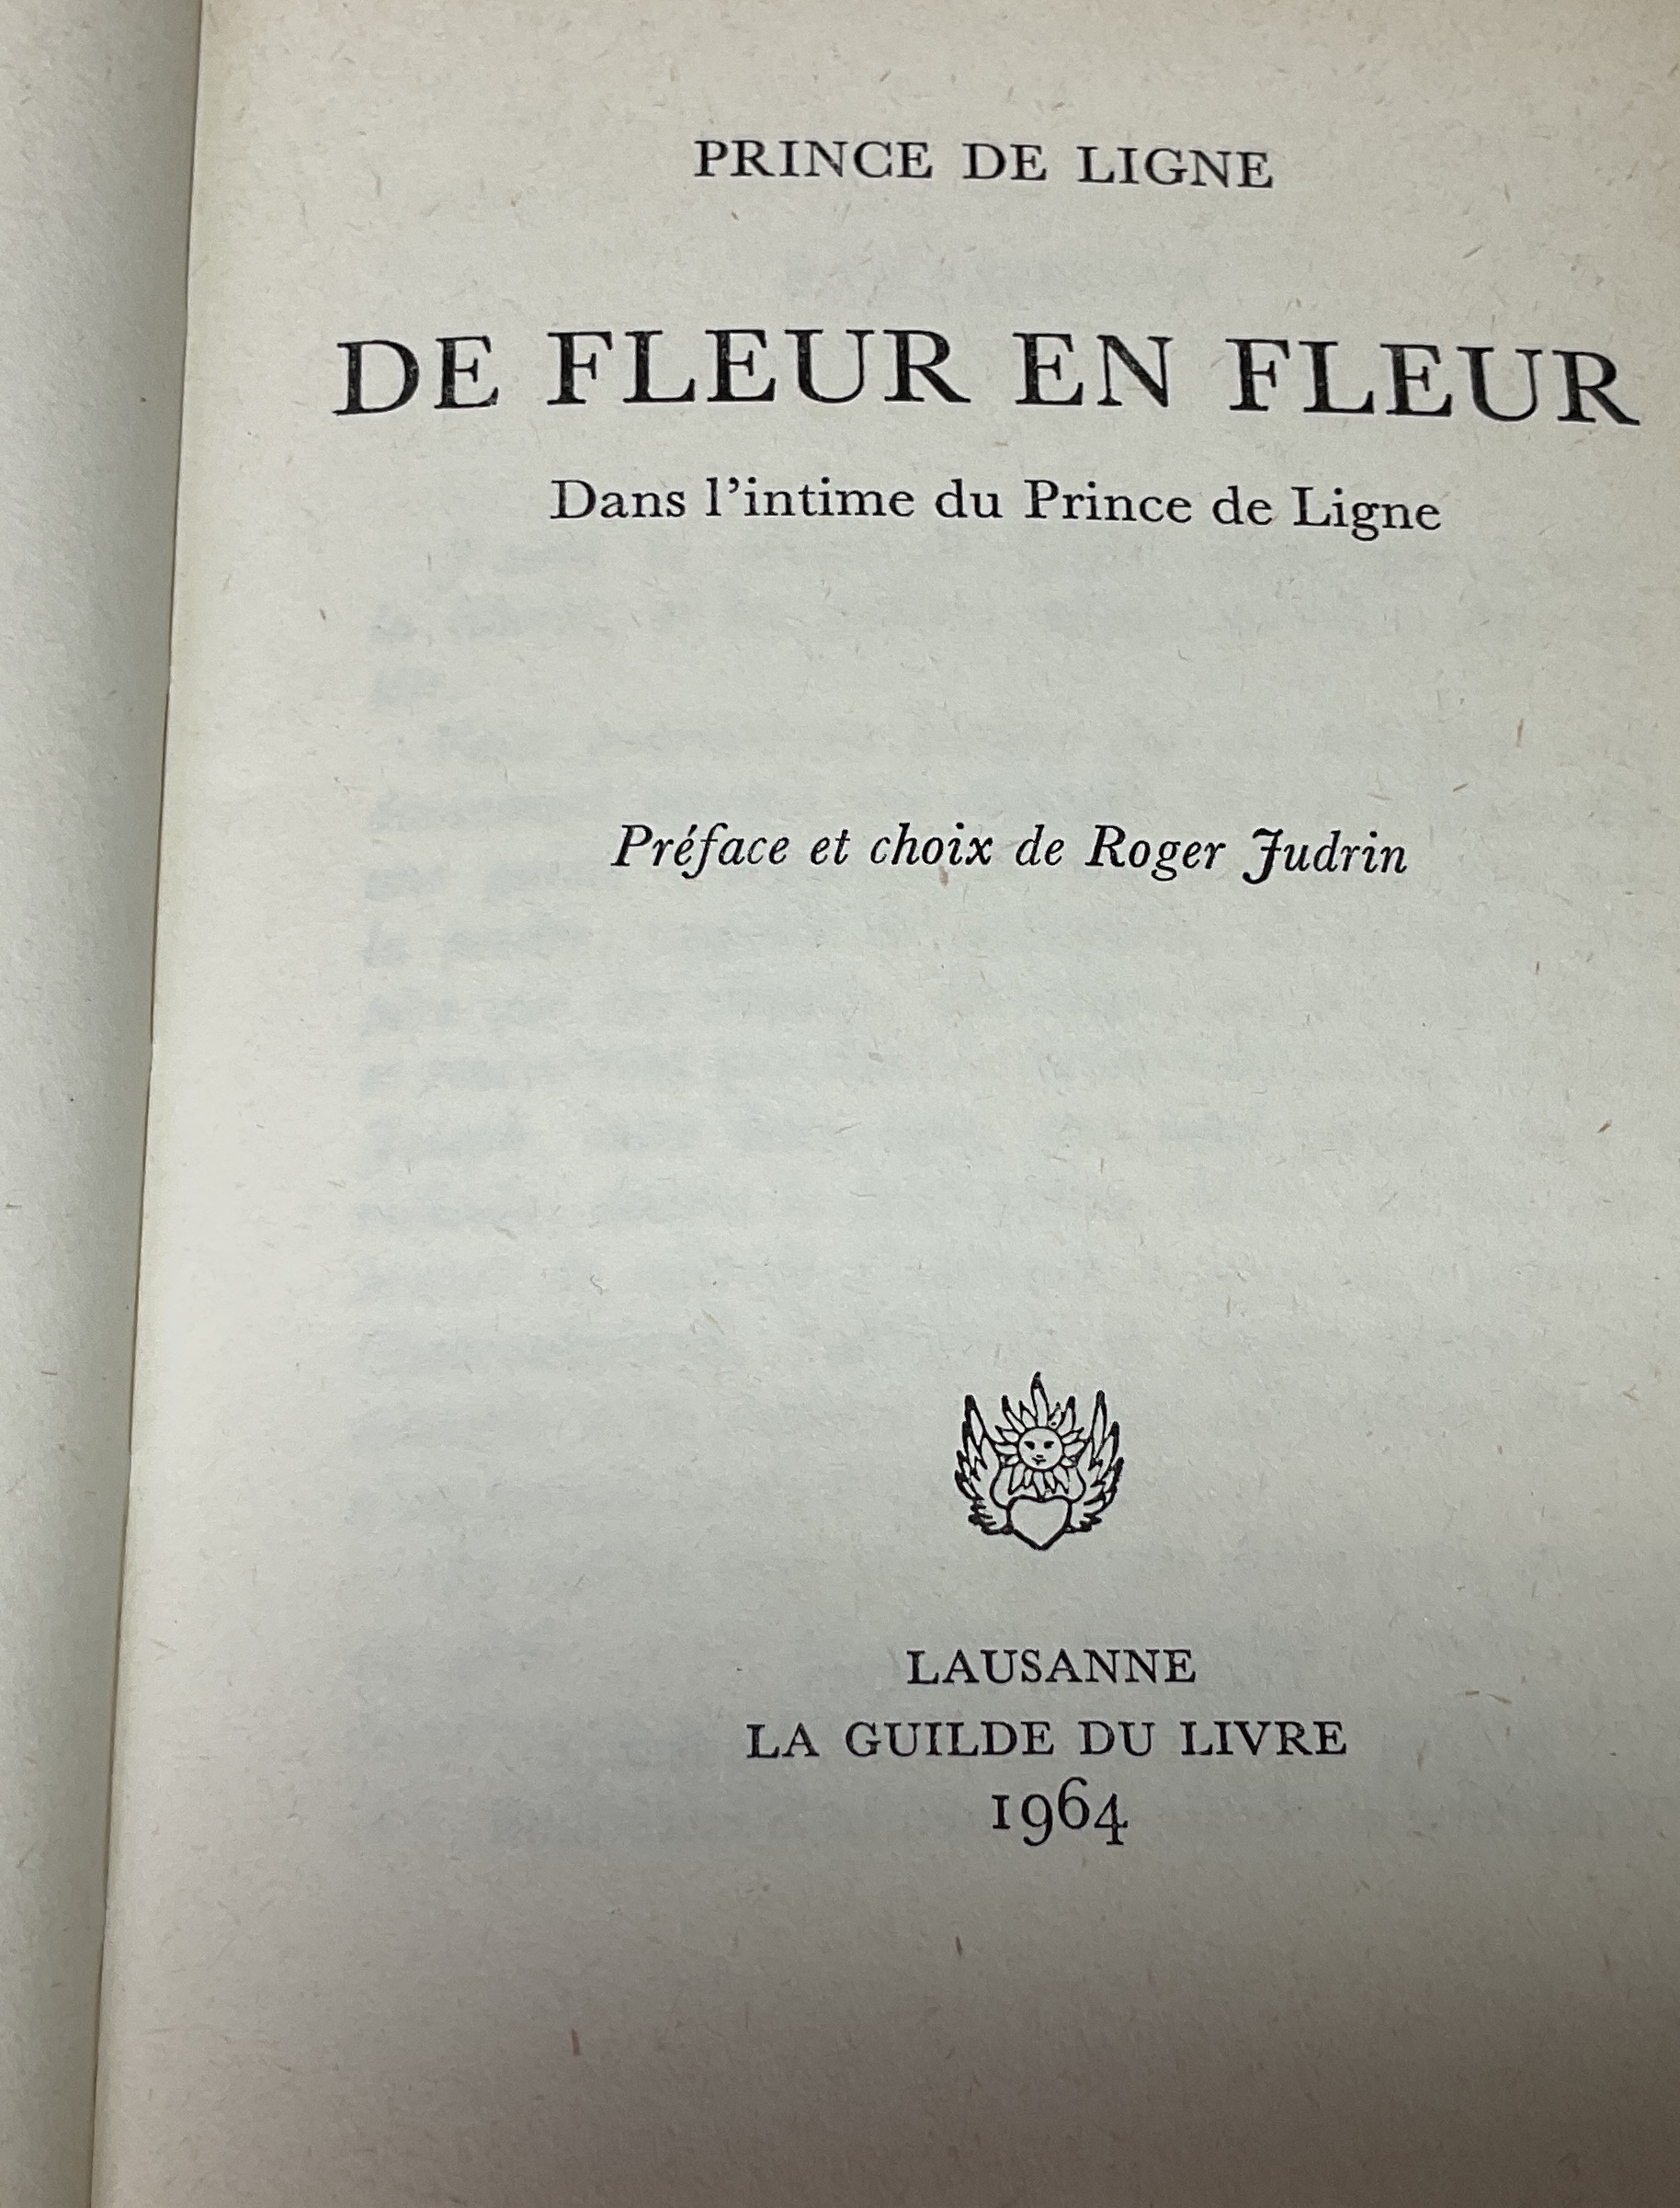 PRINCE DE LIGNE
DE FLEUR EN FLEUR
Dans l’intime du Prince de Ligne
Préface et choix de Roger Judrin
LAUSANNE
LA GUILDE DU LIVRE
1964